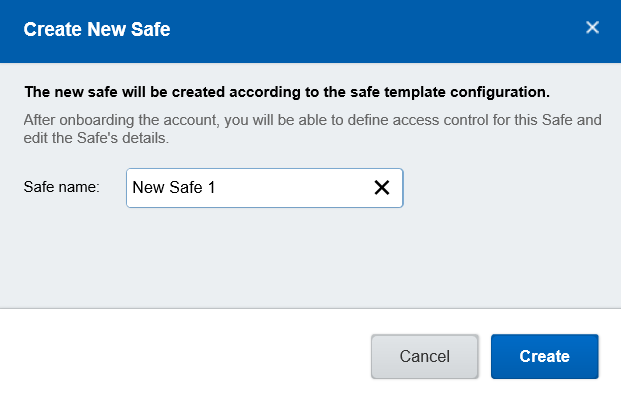 Create New Safe
The new safe will be created according to the safe template configuration.
After onboarding the account, you will be able to define access control for this Safe and
edit the Safe's details.
Safe name: New Safe 1
Cancel Create